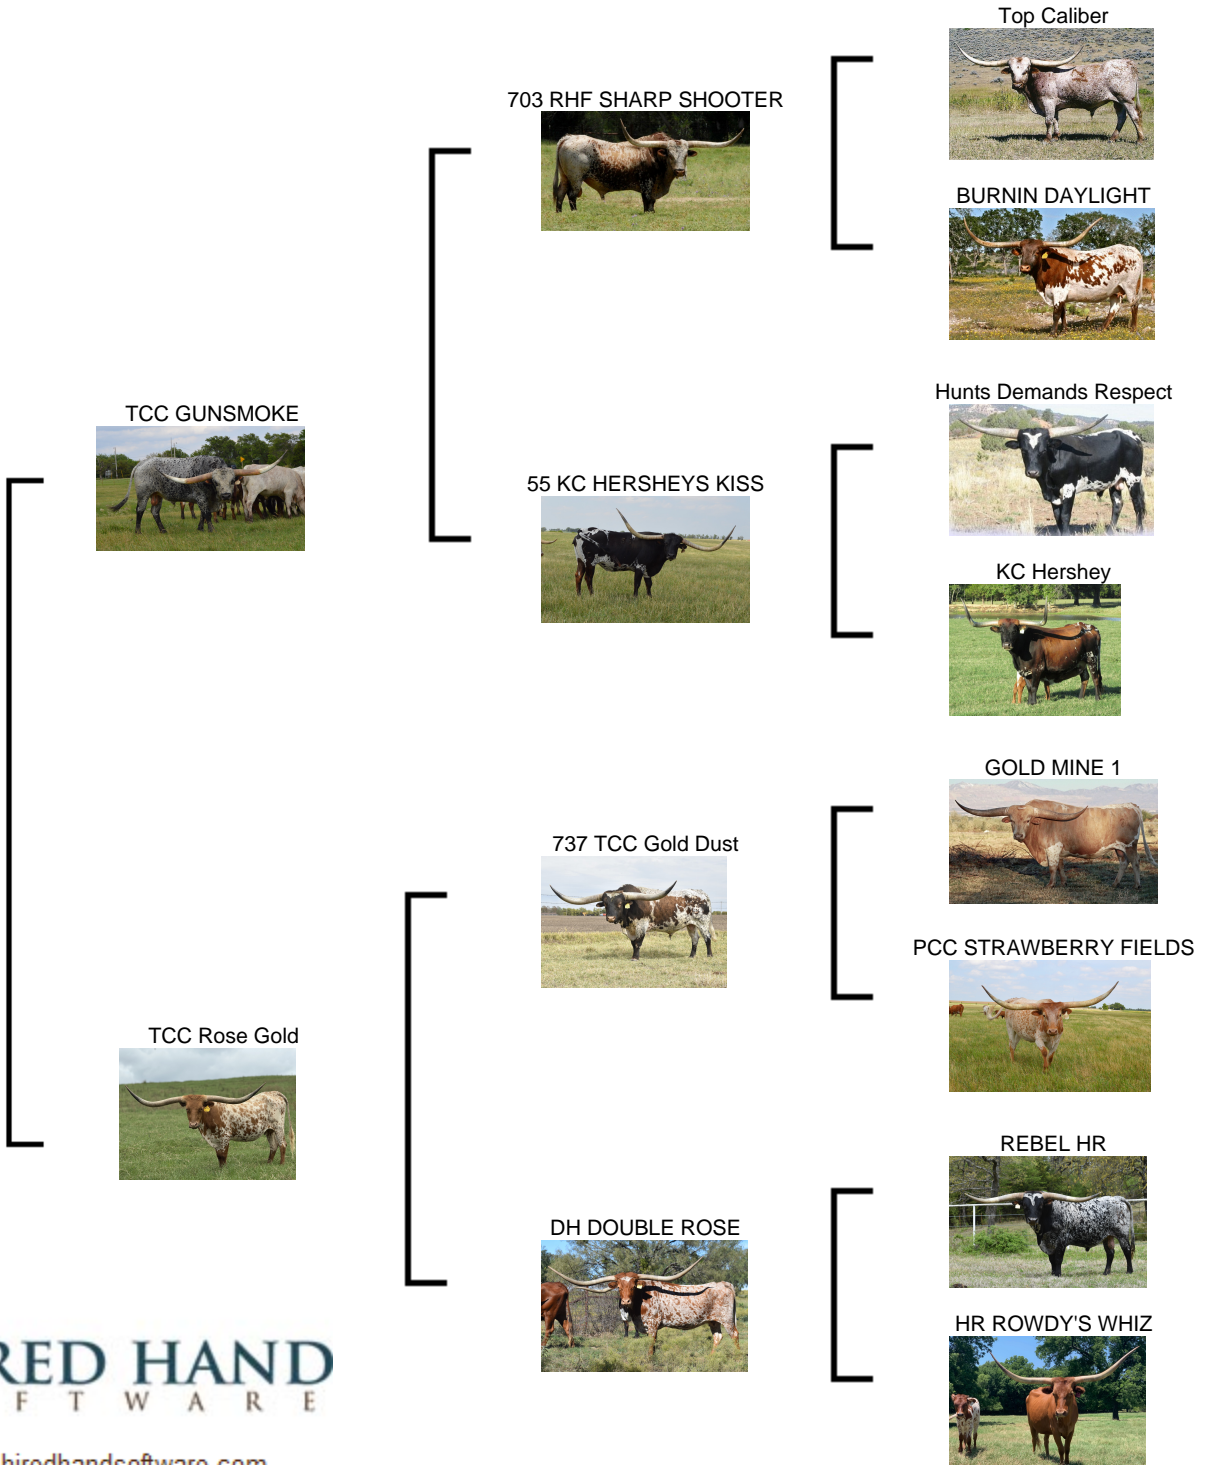 Top Caliber
703 RHF SHARP SHOOTER
BURNIN DAYLIGHT
TCC GUNSMOKE
Hunts Demands Respect
55 KC HERSHEYS KISS
KC Hershey
GOLD MINE 1
737 TCC Gold Dust
PCC STRAWBERRY FIELDS
TCC Rose Gold
REBEL HR
DH DOUBLE ROSE
HR ROWDY'S WHIZ
RED HAND
F T W A R E
hiredhandsoftware.com